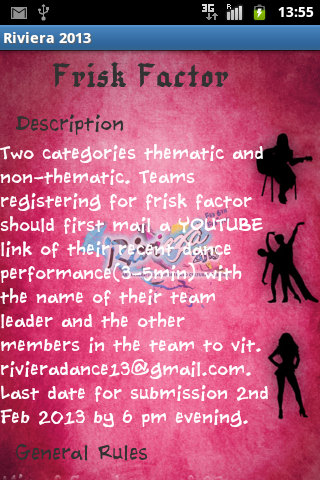 13:55
Riviera 2013
Frisk Factor
Description
Two categories thematic and
non-thematic. Teams
registering for frisk factor
should first mail a YOUTUBE
link of their recent dance
performance(3-5min) with
the name of their team
leader and the other
members in the team to vit.
rivieradance13@gmail.com.
Last date for submission 2nd
Feb 2013 by 6 pm evening.
General Rules